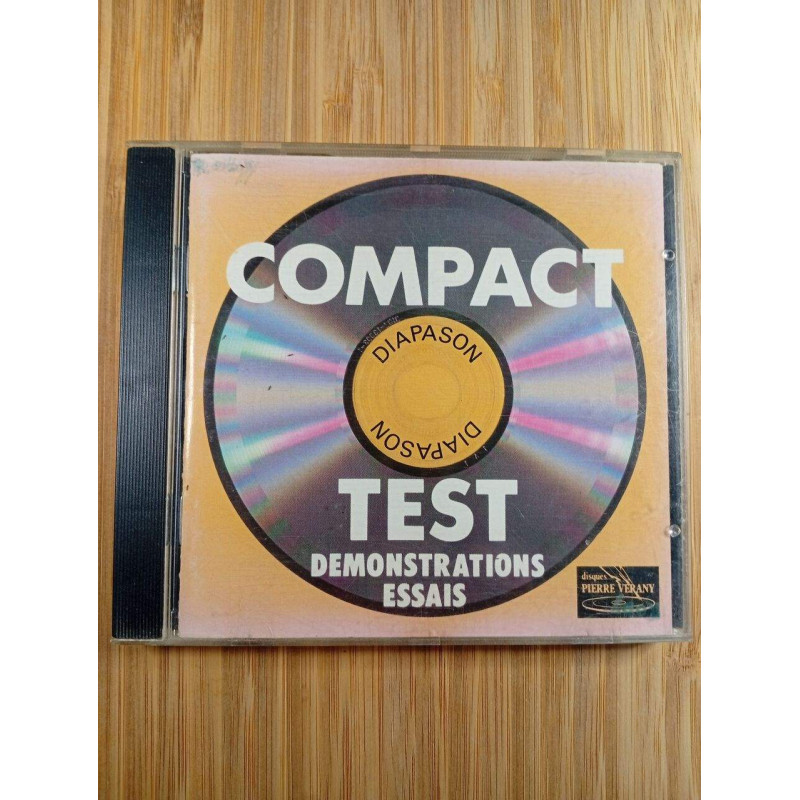 COMPACT
DIAPASON
DIAPASON
TEST
DEMONSTRATIONS
ESSAIS
disques
PIERRE VERANY